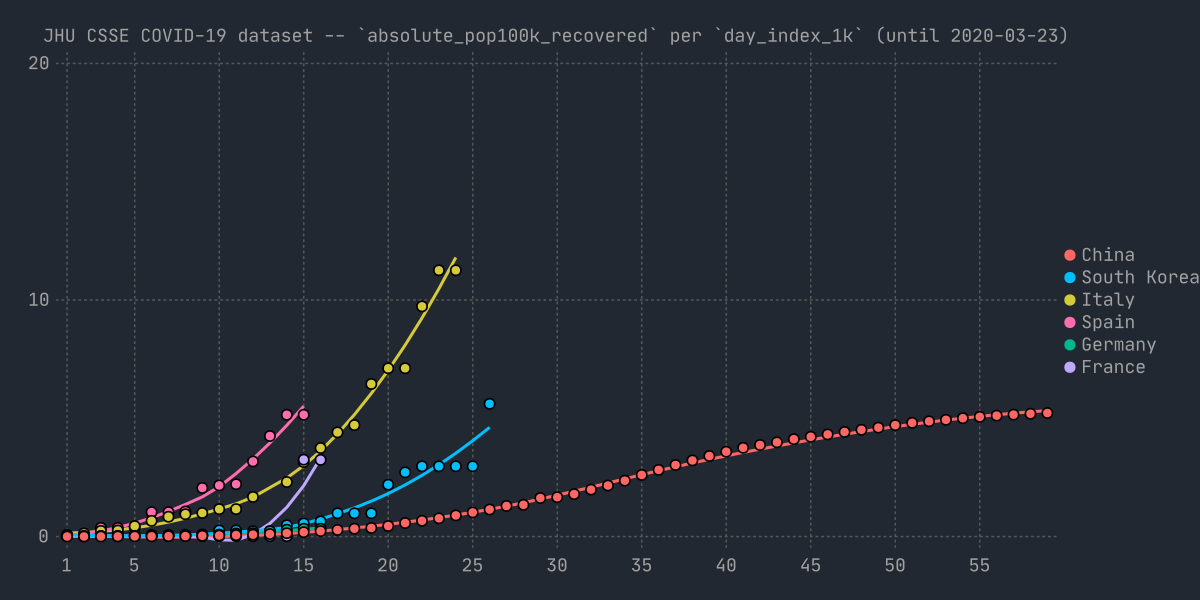 JHU CSSE COVID-19 dataset -- `absolute_pop100k_recovered` per `day_index_1k` (until 2020-03-23)
20
10
0
1 5 10 15 20 25 30 35 40 45 50 55
China
South Korea
Italy
Spain
Germany
France